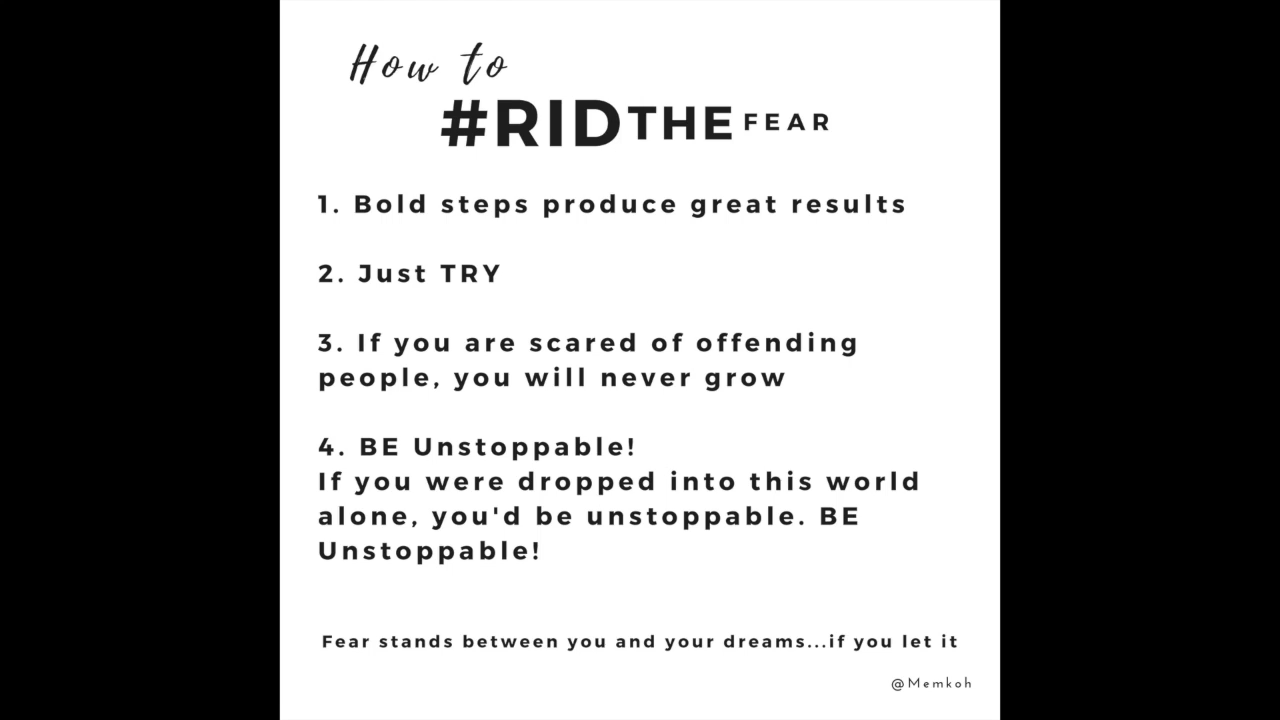 How to
#RIDTHE FEAR
1. Bold steps produce great results
2. Just TRY
3. If you are scared of offending
people, you will never grow
4. BE Unstoppable!
If you were dropped into this world
alone, you'd be unstoppable. BE
Unstoppable!
Fear stands between you and your dreams...if you let it
@Memkoh